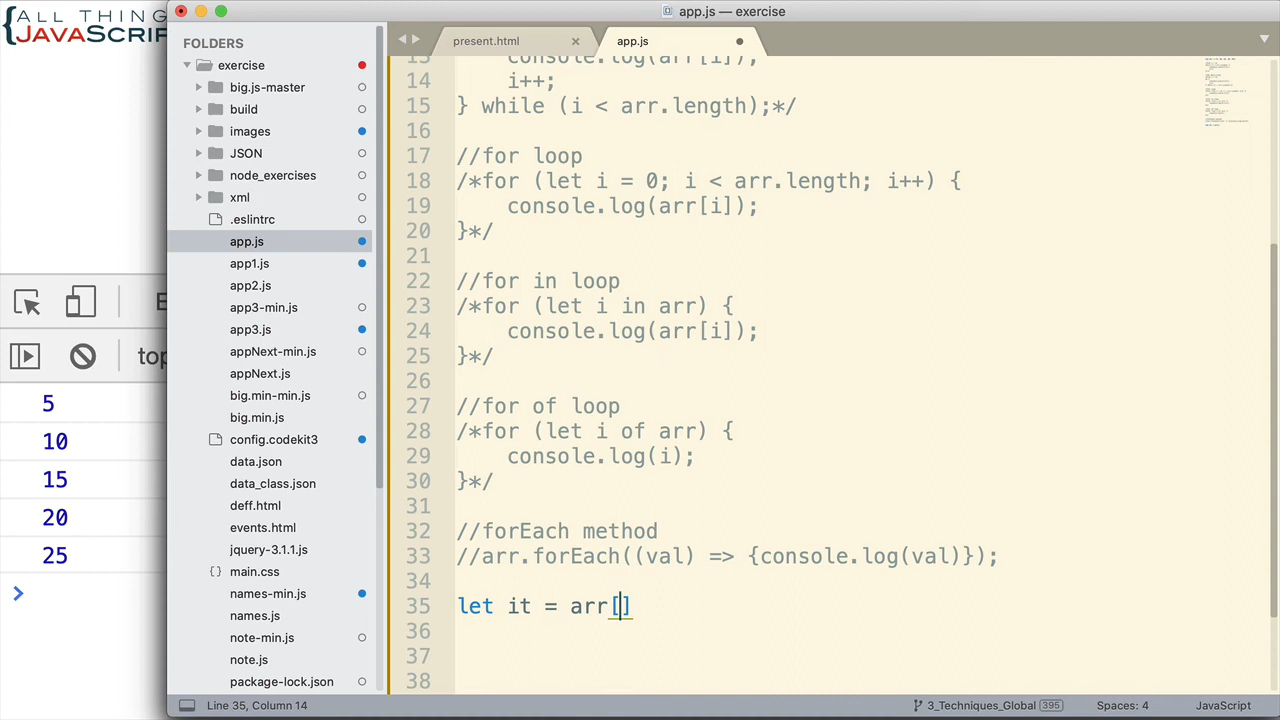 {ALL THINGS
JAVASCRI
app.js — exercise
FOLDERS
present.html
app.js
exercise
big.js-master
build
images
JSON
node_exercises
xml
.eslintrc
app.js
app1.js
app2.js
app3-min.js
app3.js
appNext-min.js
appNext.js
big.min-min.js
big.min.js
config.codekit3
data.json
data_class.json
deff.html
events.html
jquery-3.1.1.js
main.css
names-min.js
names.js
note-min.js
note.js
package-lock.json
13 console.log(arr[i]);
14 i++;
15 } while (i < arr.length);*/
16
17 //for loop
18 /*for (let i = 0; i < arr.length; i++) {
19 console.log(arr[i]);
20 }*/
21
22 //for in loop
23 /*for (let i in arr) {
24 console.log(arr[i]);
25 }*/
26
27 //for of loop
28 /*for (let i of arr) {
29 console.log(i);
30 }*/
31
32 //forEach method
33 //arr.forEach((val) => {console.log(val)});
34
35 let it = arr[]
36
37
38
top
5
10
15
20
25
Line 35, Column 14
3_Techniques_Global 395
Spaces: 4
JavaScript